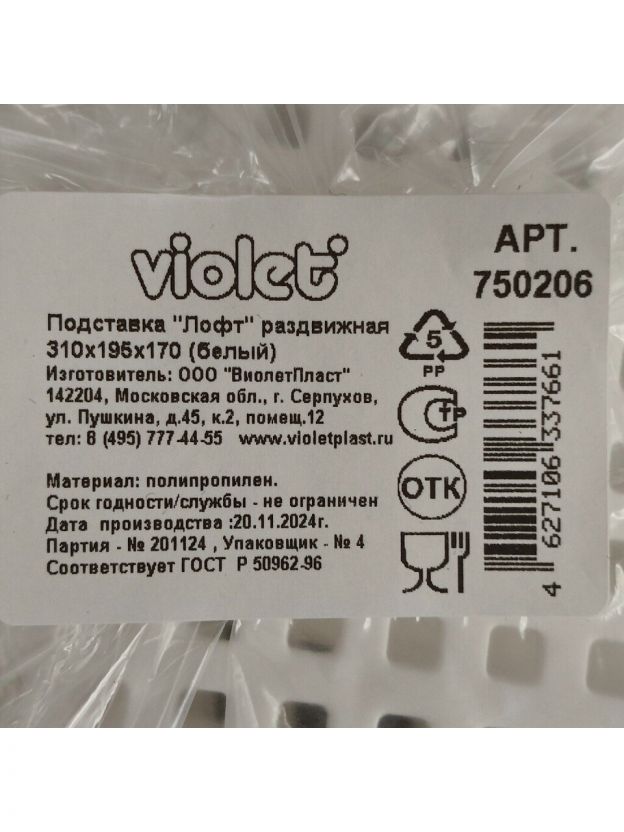 violet
АРТ.
750206
Подставка "Лофт" раздвижная
310х195х170 (белый)
Изготовитель: ООО "ВиолетПласт"
142204, Московская обл., г. Серпухов,
ул. Пушкина, д.45, к.2, помещ.12
тел: 8 (495) 777-44-55 www.violetplast.ru
Материал: полипропилен.
Срок годности/службы - не ограничен
Дата производства :20.11.2024г.
Партия - № 201124 , Упаковщик - № 4
Соответствует ГОСТ Р 50962-96
5
PP
СТР
ОТК
4 627106 337661